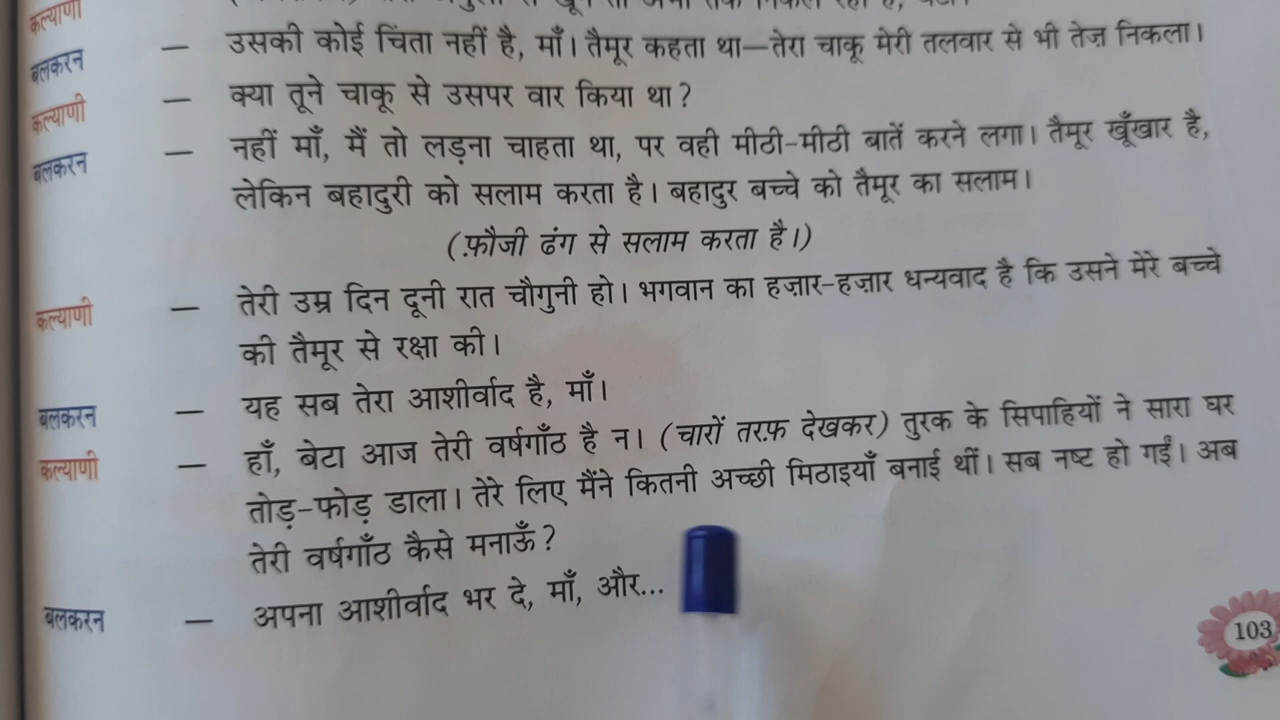 कल्याणी
बलकरन — उसकी कोई चिंता नहीं है, माँ। तैमूर कहता था—तेरा चाकू मेरी तलवार से भी तेज़ निकला।
कल्याणी — क्या तूने चाकू से उसपर वार किया था?
बलकरन — नहीं माँ, मैं तो लड़ना चाहता था, पर वही मीठी-मीठी बातें करने लगा। तैमूर खूँखार है,
लेकिन बहादुरी को सलाम करता है। बहादुर बच्चे को तैमूर का सलाम।
(फ़ौजी ढंग से सलाम करता है।)
कल्याणी — तेरी उम्र दिन दूनी रात चौगुनी हो। भगवान का हज़ार-हज़ार धन्यवाद है कि उसने मेरे बच्चे
की तैमूर से रक्षा की।
बलकरन — यह सब तेरा आशीर्वाद है, माँ।
कल्याणी — हाँ, बेटा आज तेरी वर्षगाँठ है न। (चारों तरफ़ देखकर) तुरक के सिपाहियों ने सारा घर
तोड़-फोड़ डाला। तेरे लिए मैंने कितनी अच्छी मिठाइयाँ बनाई थीं। सब नष्ट हो गईं। अब
तेरी वर्षगाँठ कैसे मनाऊँ?
बलकरन — अपना आशीर्वाद भर दे, माँ, और...
103